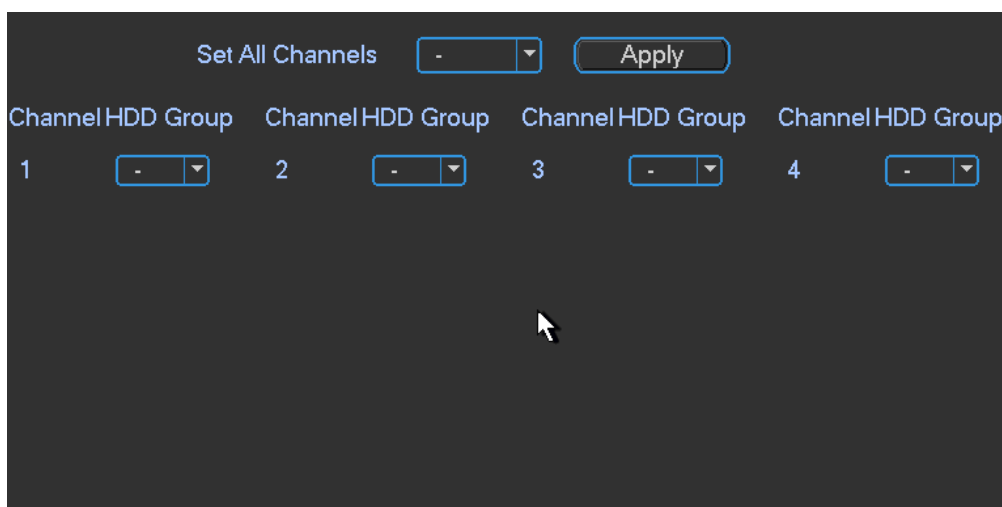 Set All Channels - Apply
Channel HDD Group Channel HDD Group Channel HDD Group Channel HDD Group
1 - 2 - 3 - 4 -